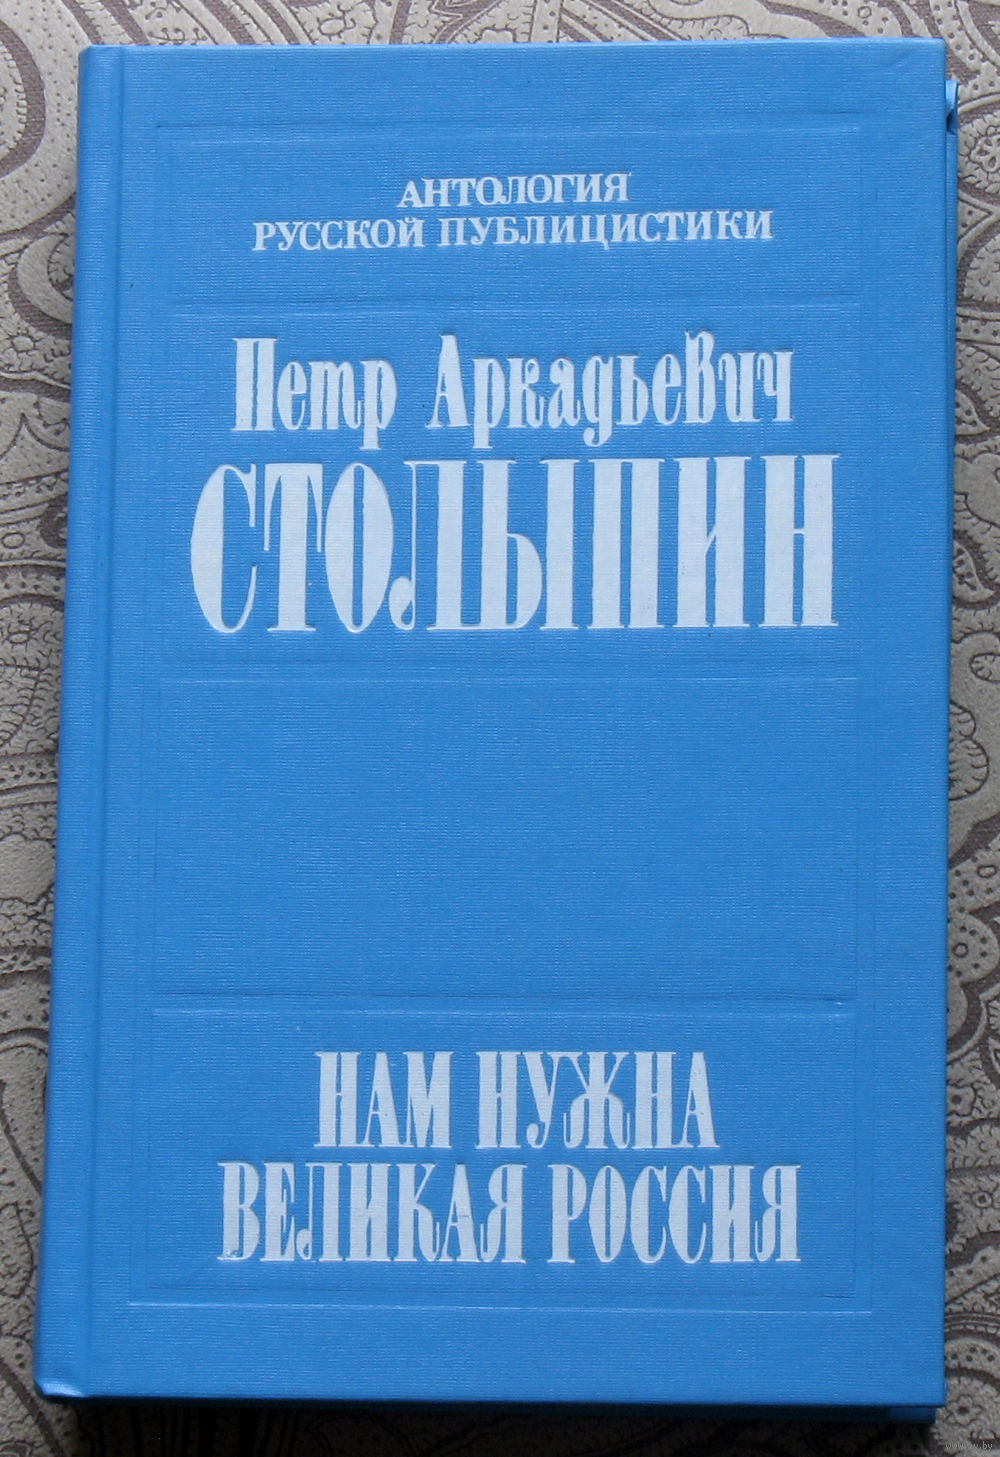 АНТОЛОГИЯ
РУССКОЙ ПУБЛИЦИСТИКИ
Петр Аркадьевич
СТОЛЫПИН
НАМ НУЖНА
ВЕЛИКАЯ РОССИЯ